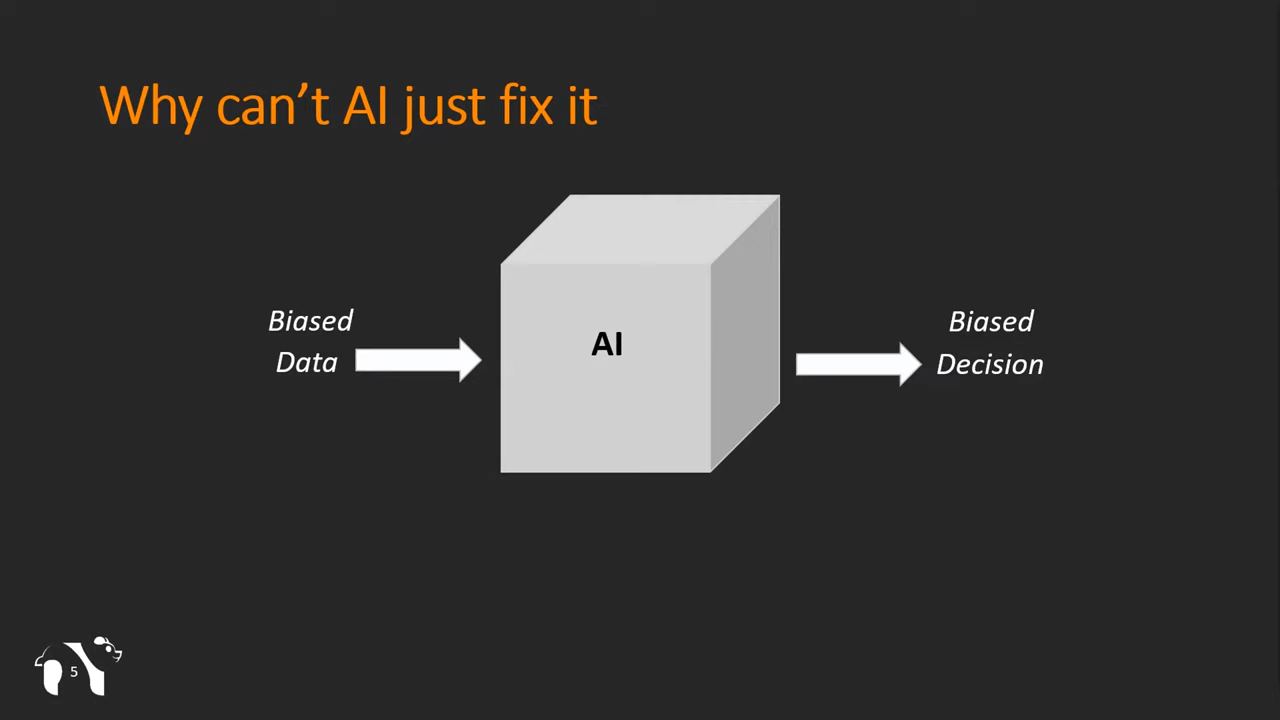 Why can’t AI just fix it
Biased
Data
AI
Biased
Decision
5